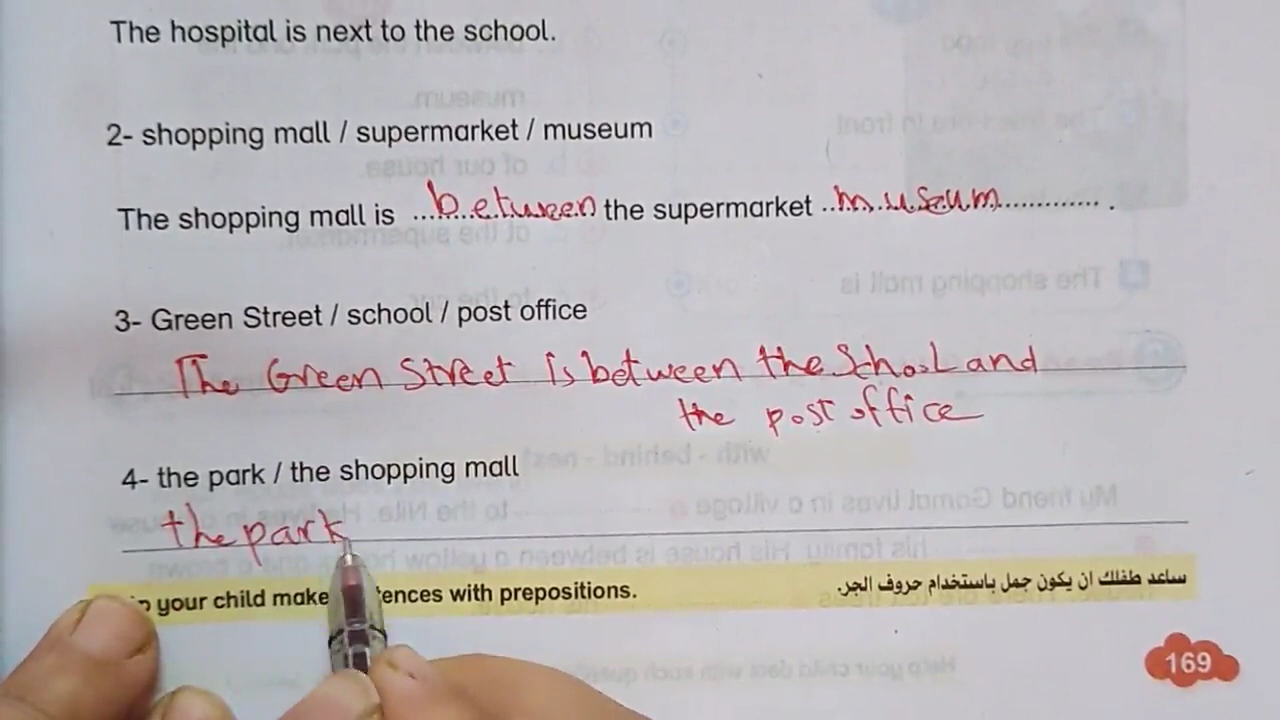 The hospital is next to the school.
2- shopping mall / supermarket / museum
The shopping mall is between the supermarket museum .
3- Green Street / school / post office
The Green Street is between the School and
the post office
4- the park / the shopping mall
the park
your child make tences with prepositions. ساعد طفلك ان يكون جمل باستخدام حروف الجر.
169